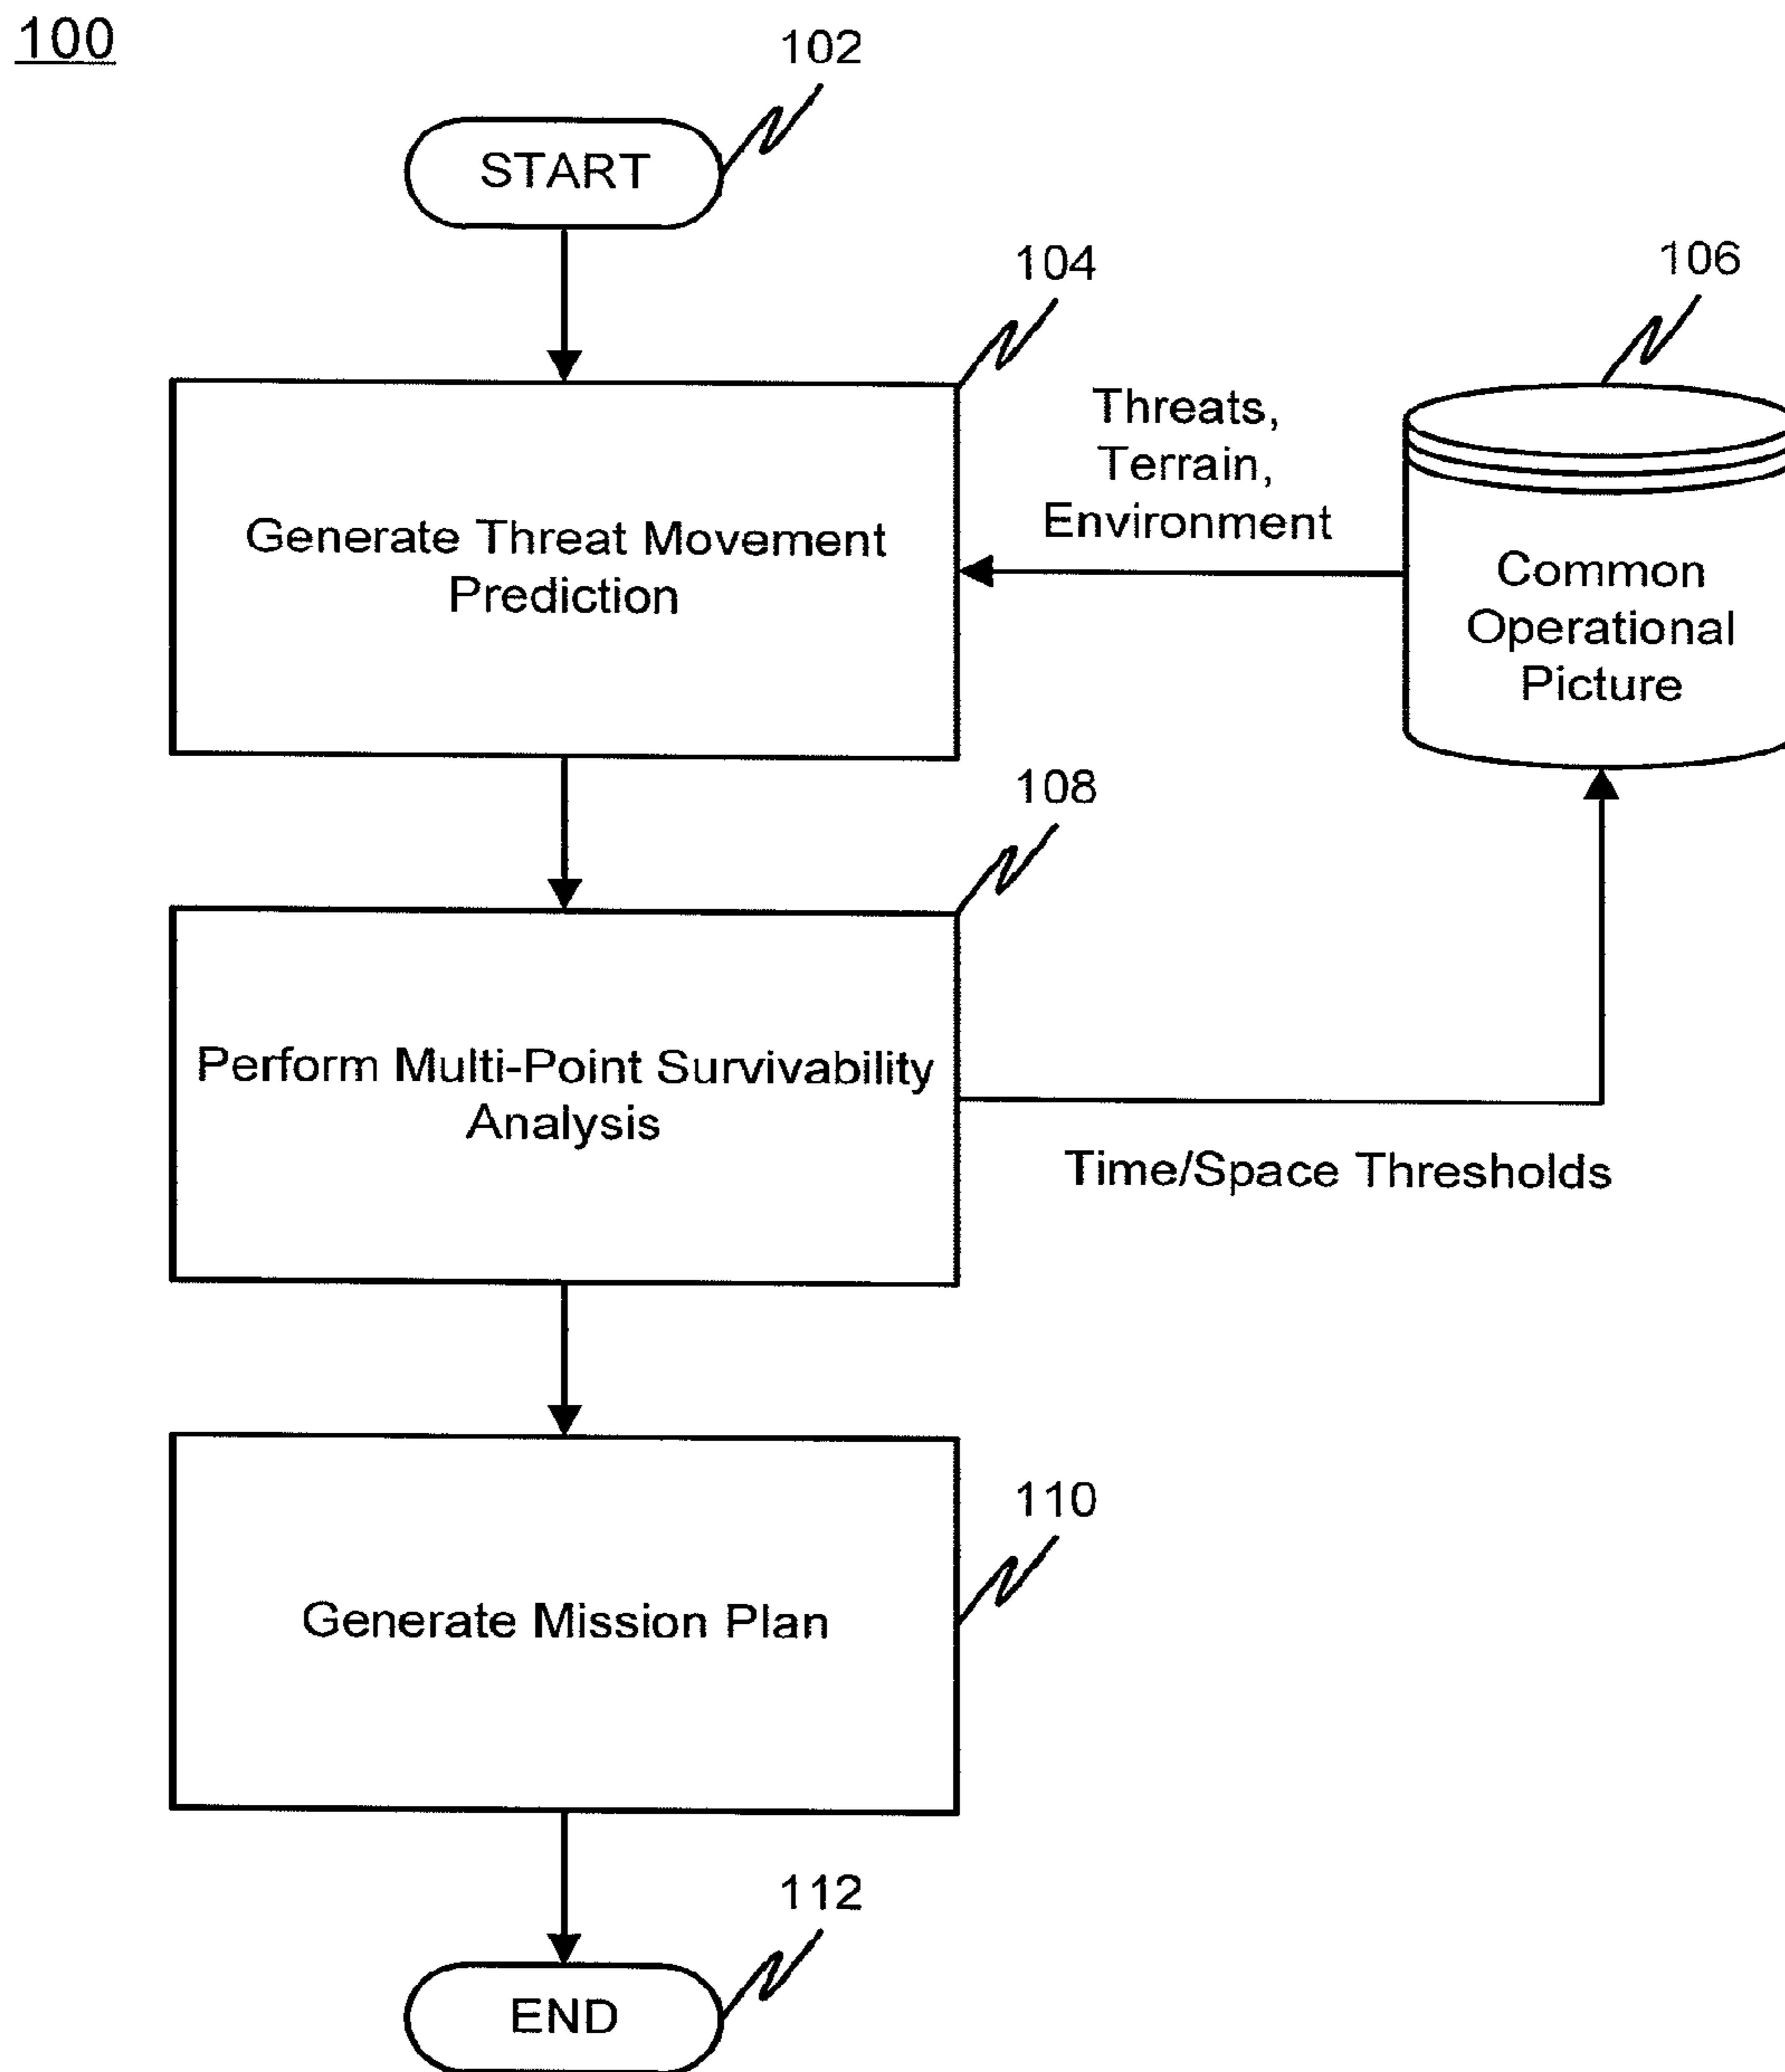 100
102
START
104
106
Threats,
Terrain,
Environment
Generate Threat Movement
Prediction
Common
Operational
Picture
108
Perform Multi-Point Survivability
Analysis
Time/Space Thresholds
110
Generate Mission Plan
112
END